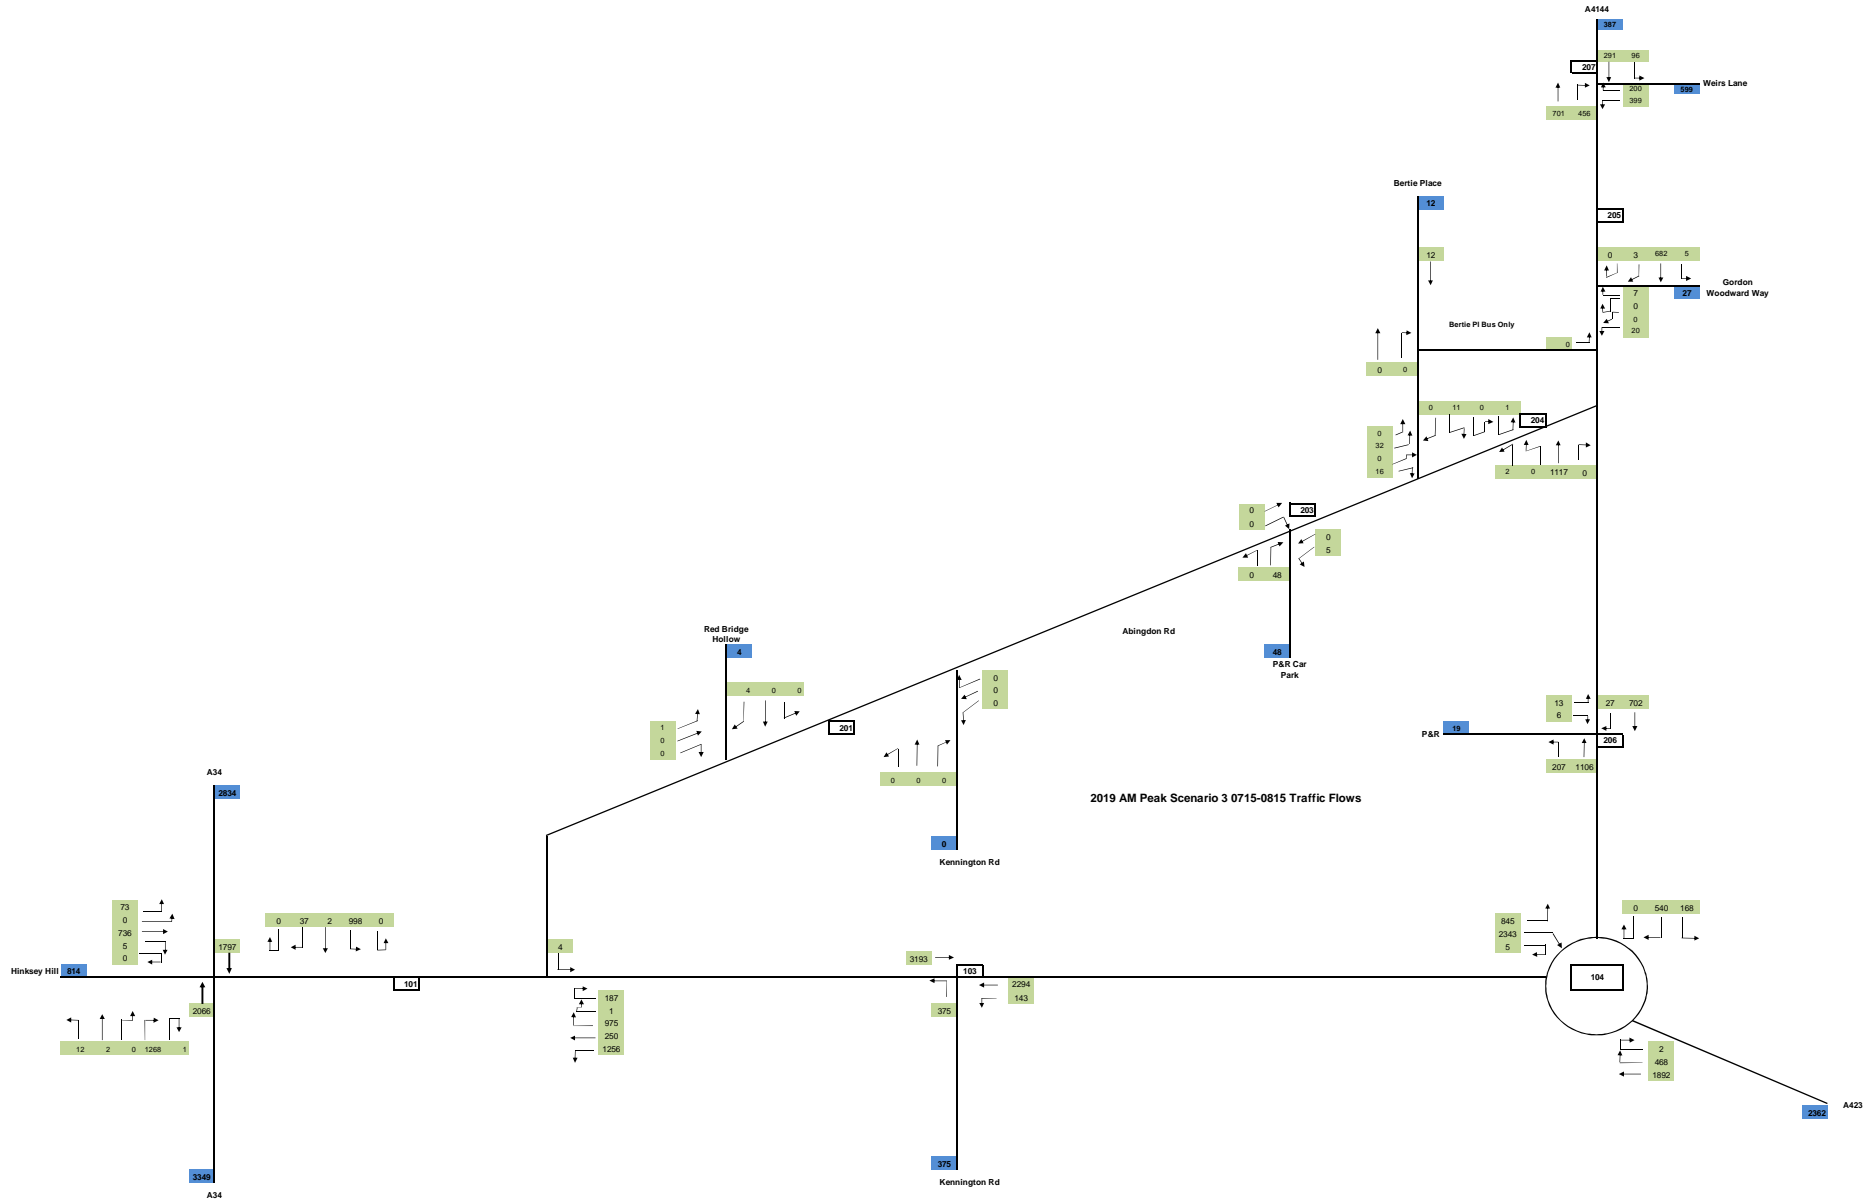 A4144
387
291 96
207
Weirs Lane
200
599
399
701 456
Bertie Place
12
205
12
0 3 682 5
Gordon
Woodward Way
7
27
0
0
20
Bertie Pl Bus Only
0
0 0
0 11 0 1
204
0
32
0
16
2 0 1117 0
0
203
0
0
5
0 48
Abingdon Rd
48
P&R Car
Park
Red Bridge
Hollow
4
4 0 0
0
0
0
1
0
0
201
0 0 0
13
6
27 702
P&R
19
206
207 1106
A34
2834
2019 AM Peak Scenario 3 0715-0815 Traffic Flows
0
Kennington Rd
73
0
736
5
0
0 37 2 998 0
1797
4
845
2343
5
0 540 168
3193
Hinksey Hill
814
101
103
104
2294
143
187
1
975
250
1256
375
2066
12 2 0 1268 1
2
468
1892
2362
A423
3349
A34
375
Kennington Rd